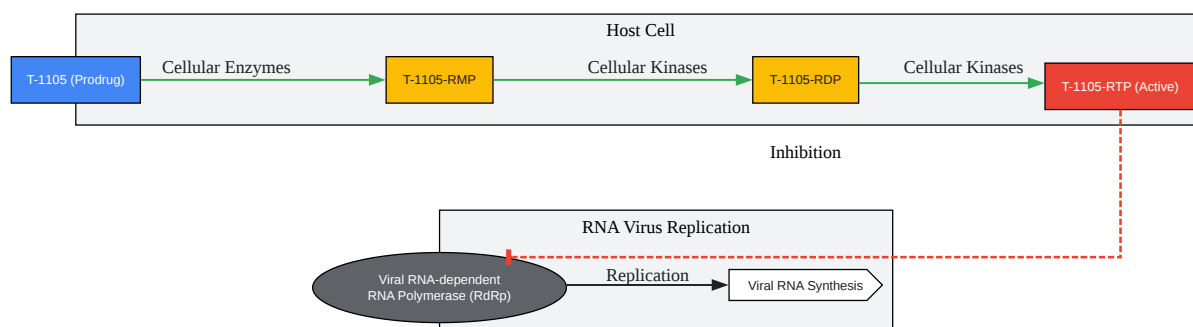 Host Cell
T-1105 (Prodrug)
Cellular Enzymes
T-1105-RMP
Cellular Kinases
T-1105-RDP
Cellular Kinases
T-1105-RTP (Active)
Inhibition
RNA Virus Replication
Viral RNA-dependent
RNA Polymerase (RdRp)
Replication
Viral RNA Synthesis